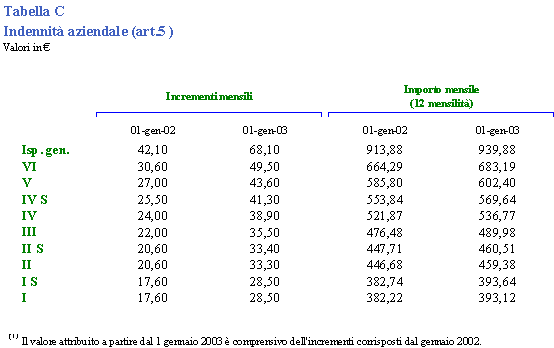 Tabella C
Indennità aziendale (art.5 )
Valori in €
Incrementi mensili Importo mensile
(12 mensilità)
01-gen-02 01-gen-03 01-gen-02 01-gen-03
Isp. gen. 42,10 68,10 913,88 939,88
VI 30,60 49,50 664,29 683,19
V 27,00 43,60 585,80 602,40
IV S 25,50 41,30 553,84 569,64
IV 24,00 38,90 521,87 536,77
III 22,00 35,50 476,48 489,98
II S 20,60 33,40 447,71 460,51
II 20,60 33,30 446,68 459,38
I S 17,60 28,50 382,74 393,64
I 17,60 28,50 382,22 393,12
(1) Il valore attribuito a partire dal 1 gennaio 2003 è comprensivo dell'incrementi corrisposti dal gennaio 2002.